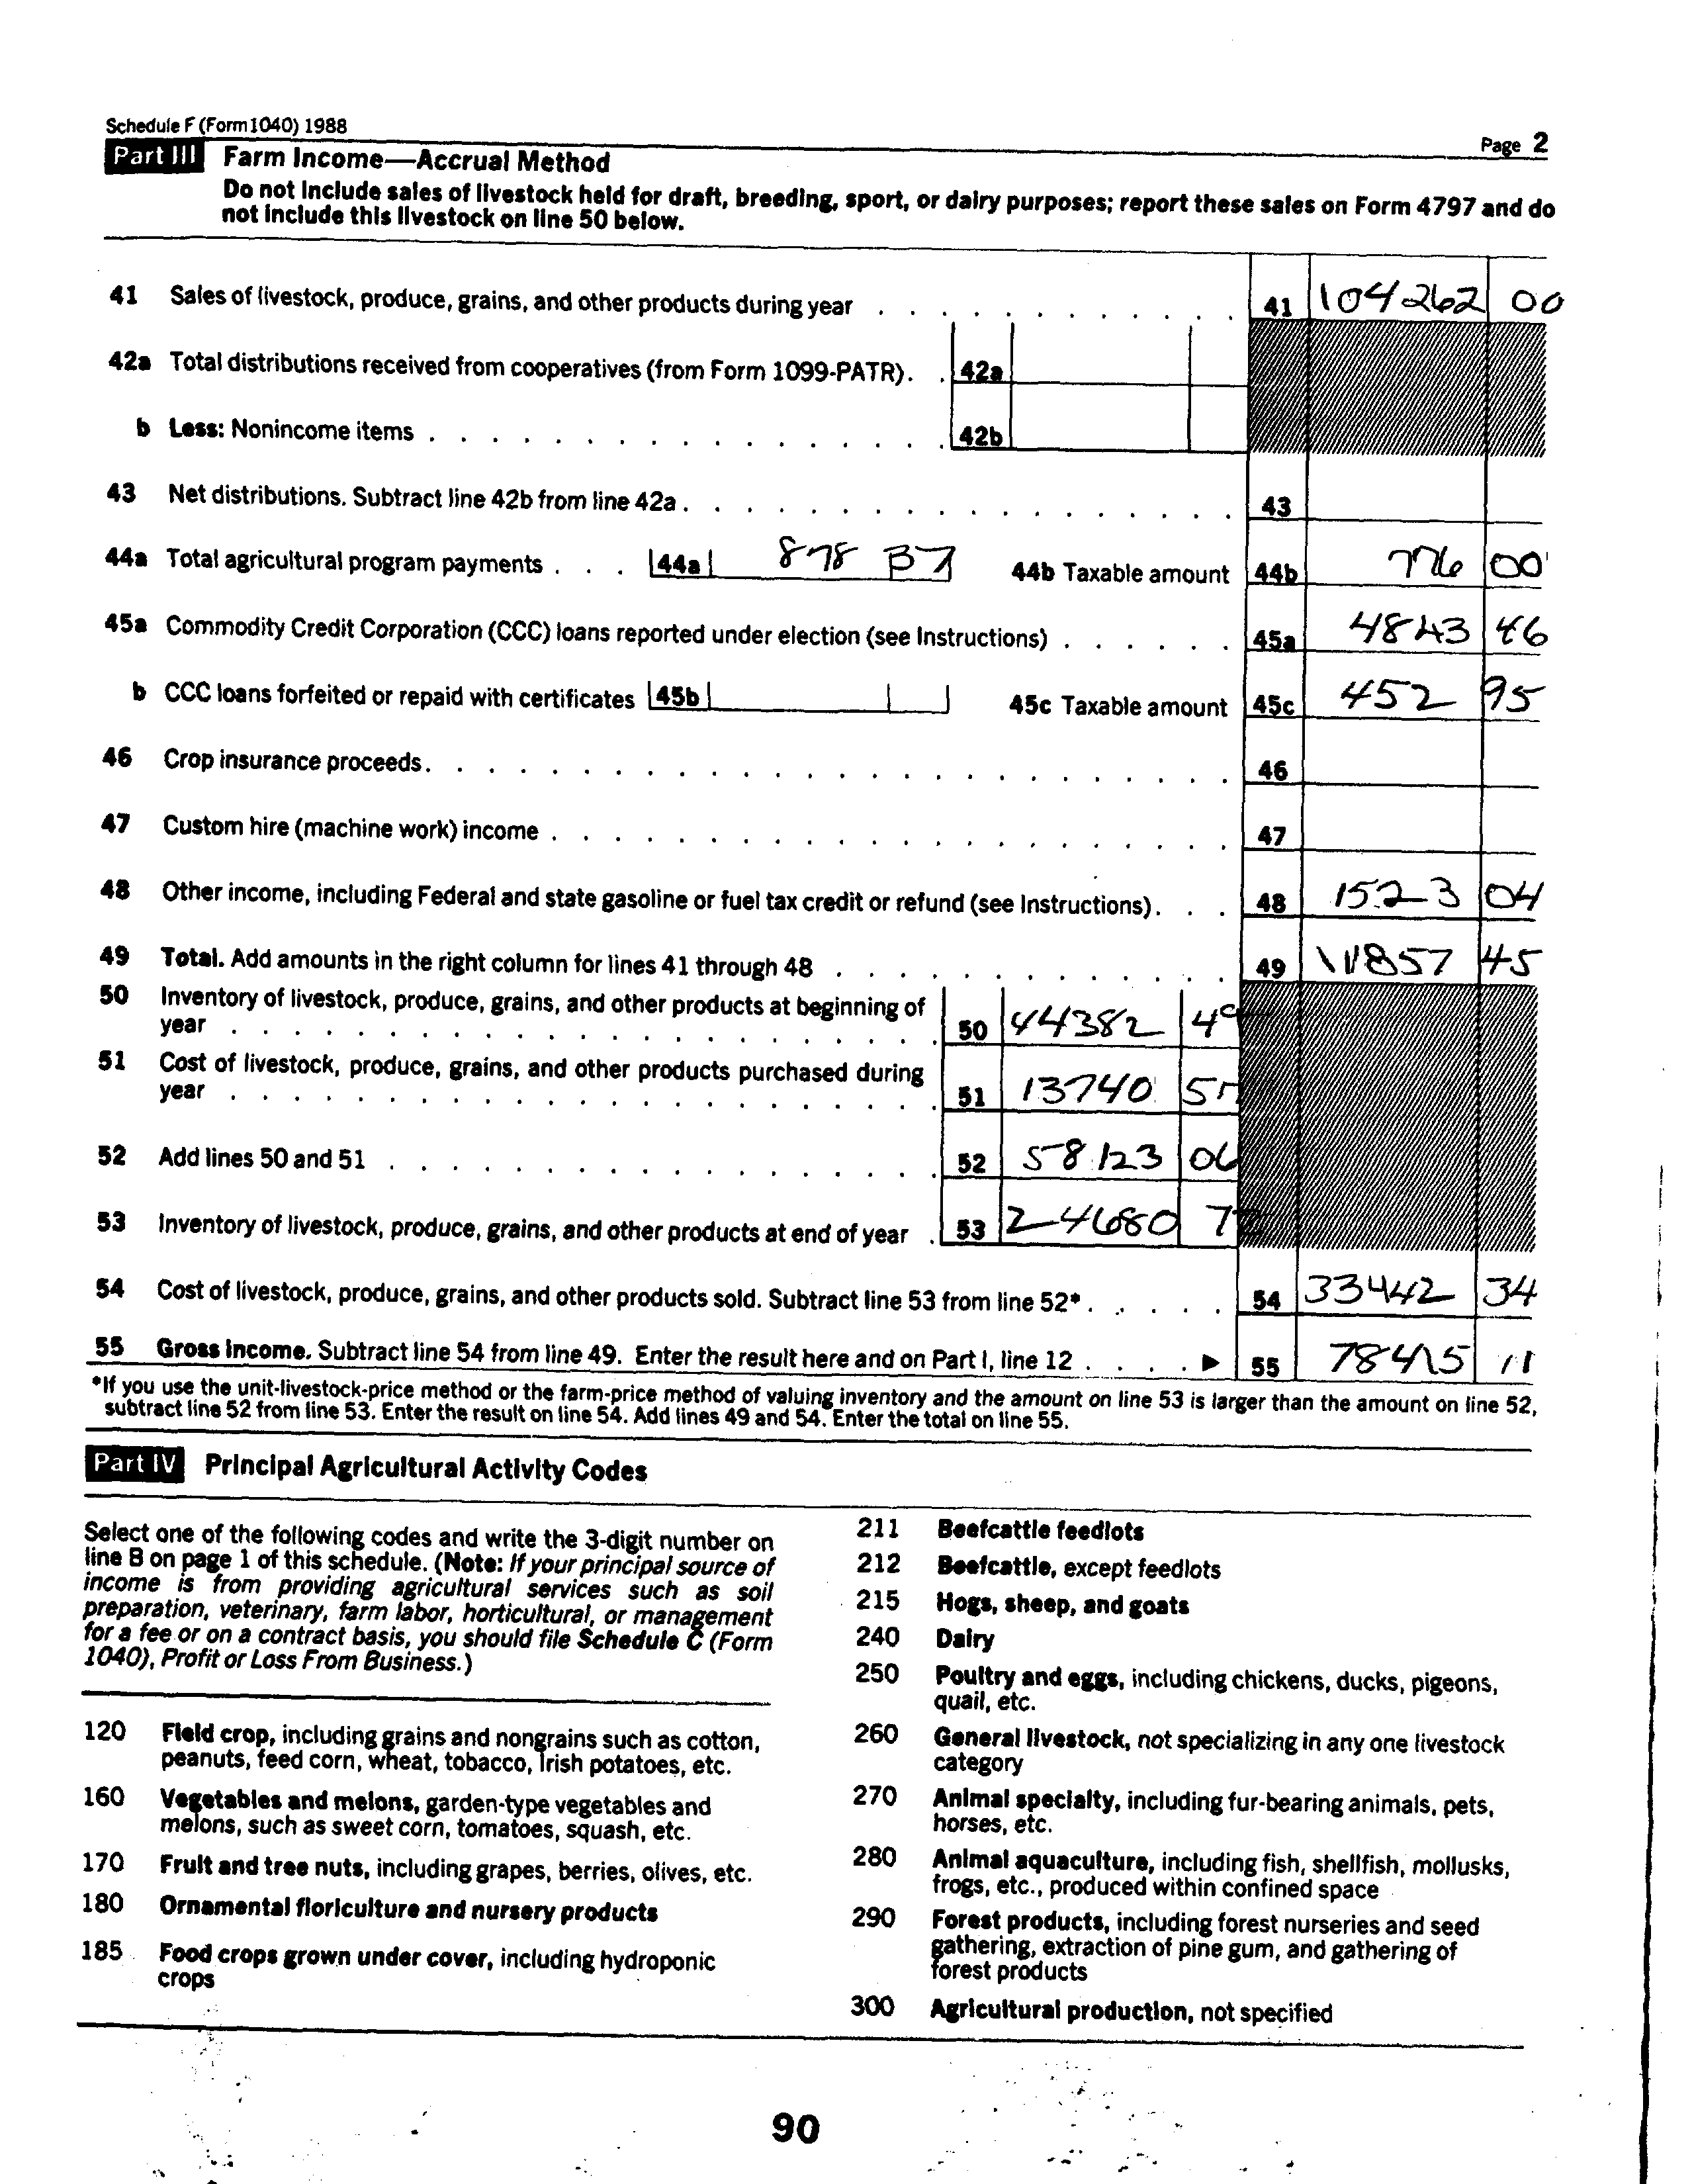 Schedule F (Form 1040) 1988
Page 2
Part III Farm Income—Accrual Method
Do not include sales of livestock held for draft, breeding, sport, or dairy purposes; report these sales on Form 4797 and do
not include this livestock on line 50 below.
41 Sales of livestock, produce, grains, and other products during year . . . . . . . . . . . . 41 104262 00
42a Total distributions received from cooperatives (from Form 1099-PATR). . 42a
b Less: Nonincome items . . . . . . . . . . . . . . . . . 42b
43 Net distributions. Subtract line 42b from line 42a . . . . . . . . . . . . . . . . . . 43
44a Total agricultural program payments . . . 44a 878 37 44b Taxable amount 44b 776 00
45a Commodity Credit Corporation (CCC) loans reported under election (see Instructions) . . . . . . 45a 4843 46
b CCC loans forfeited or repaid with certificates 45b 45c Taxable amount 45c 452 95
46 Crop insurance proceeds. . . . . . . . . . . . . . . . . . . . . . . . . . 46
47 Custom hire (machine work) income . . . . . . . . . . . . . . . . . . . . . . 47
48 Other income, including Federal and state gasoline or fuel tax credit or refund (see Instructions) . . . 48 1523 04
49 Total. Add amounts in the right column for lines 41 through 48 . . . . . . . . . . . . . 49 111857 45
50 Inventory of livestock, produce, grains, and other products at beginning of
year . . . . . . . . . . . . . . . . . . . . . . . 50 44382 49
51 Cost of livestock, produce, grains, and other products purchased during
year . . . . . . . . . . . . . . . . . . . . . . . 51 13740 57
52 Add lines 50 and 51 . . . . . . . . . . . . . . . . . . 52 58123 06
53 Inventory of livestock, produce, grains, and other products at end of year . 53 24680 72
54 Cost of livestock, produce, grains, and other products sold. Subtract line 53 from line 52* . . . . . 54 33442 34
55 Gross income. Subtract line 54 from line 49. Enter the result here and on Part I, line 12 . . . . ▶ 55 78415 11
*If you use the unit-livestock-price method or the farm-price method of valuing inventory and the amount on line 53 is larger than the amount on line 52,
subtract line 52 from line 53. Enter the result on line 54. Add lines 49 and 54. Enter the total on line 55.
Part IV Principal Agricultural Activity Codes
Select one of the following codes and write the 3-digit number on
line B on page 1 of this schedule. (Note: If your principal source of
income is from providing agricultural services such as soil
preparation, veterinary, farm labor, horticultural, or management
for a fee or on a contract basis, you should file Schedule C (Form
1040), Profit or Loss From Business.)
120 Field crop, including grains and nongrains such as cotton,
peanuts, feed corn, wheat, tobacco, Irish potatoes, etc.
160 Vegetables and melons, garden-type vegetables and
melons, such as sweet corn, tomatoes, squash, etc.
170 Fruit and tree nuts, including grapes, berries, olives, etc.
180 Ornamental floriculture and nursery products
185 Food crops grown under cover, including hydroponic
crops
211 Beefcattle feedlots
212 Beefcattle, except feedlots
215 Hogs, sheep, and goats
240 Dairy
250 Poultry and eggs, including chickens, ducks, pigeons,
quail, etc.
260 General livestock, not specializing in any one livestock
category
270 Animal specialty, including fur-bearing animals, pets,
horses, etc.
280 Animal aquaculture, including fish, shellfish, mollusks,
frogs, etc., produced within confined space
290 Forest products, including forest nurseries and seed
gathering, extraction of pine gum, and gathering of
forest products
300 Agricultural production, not specified
90